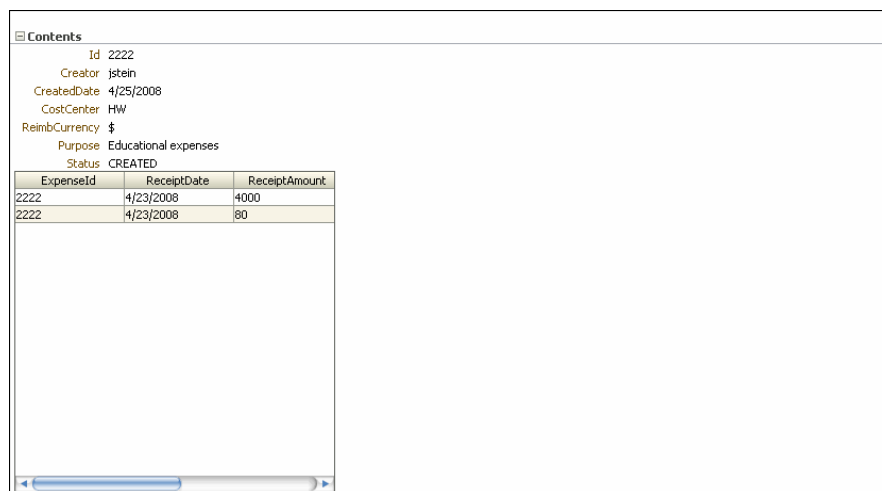 Contents
Id 2222
Creator jstein
CreatedDate 4/25/2008
CostCenter HW
ReimbCurrency $
Purpose Educational expenses
Status CREATED
ExpenseId ReceiptDate ReceiptAmount
2222 4/23/2008 4000
2222 4/23/2008 80